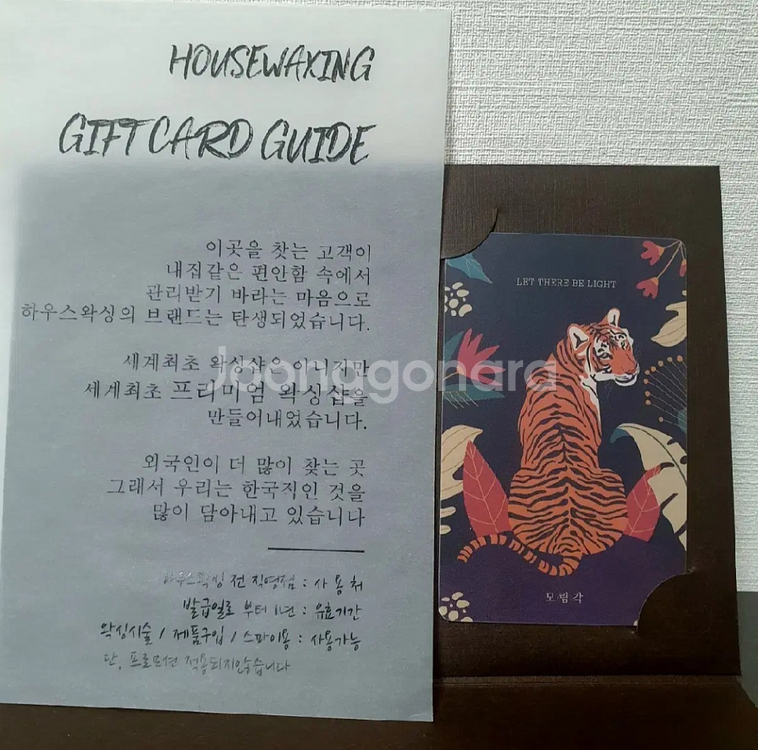 HOUSEWAXING
GIFT CARD GUIDE
이곳을 찾는 고객이
내집같은 편안함 속에서
관리받기 바라는 마음으로
하우스왁싱의 브랜드는 탄생되었습니다.
세계최초 왁싱샵은 아니지만
세계최초 프리미엄 왁싱샵을
만들어내었습니다.
외국인이 더 많이 찾는 곳
그래서 우리는 한국적인 것을
많이 담아내고 있습니다
하우스왁싱 전 직영점 : 사용처
발급일로 부터 1년 : 유효기간
왁싱시술 / 제품구입 / 스파이용 : 사용가능
단, 프로모션 적용되지않습니다
Joonggonara
LET THERE BE LIGHT
모림각